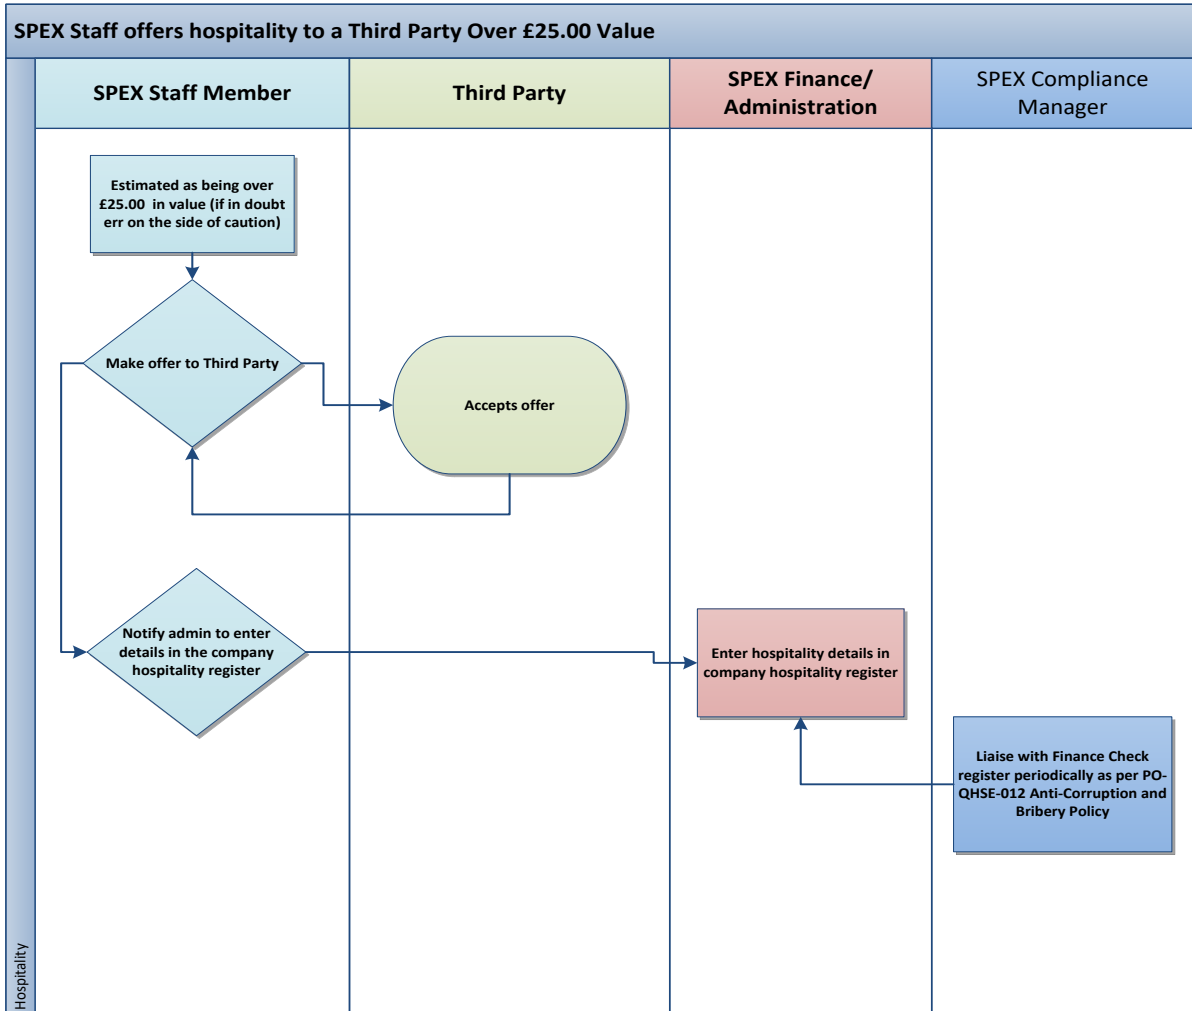 SPEX Staff offers hospitality to a Third Party Over £25.00 Value
SPEX Staff Member
Third Party
SPEX Finance/
Administration
SPEX Compliance
Manager
Estimated as being over
£25.00 in value (if in doubt
err on the side of caution)
Make offer to Third Party
Accepts offer
Notify admin to enter
details in the company
hospitality register
Enter hospitality details in
company hospitality register
Liaise with Finance Check
register periodically as per PO-
QHSE-012 Anti-Corruption and
Bribery Policy
Hospitality